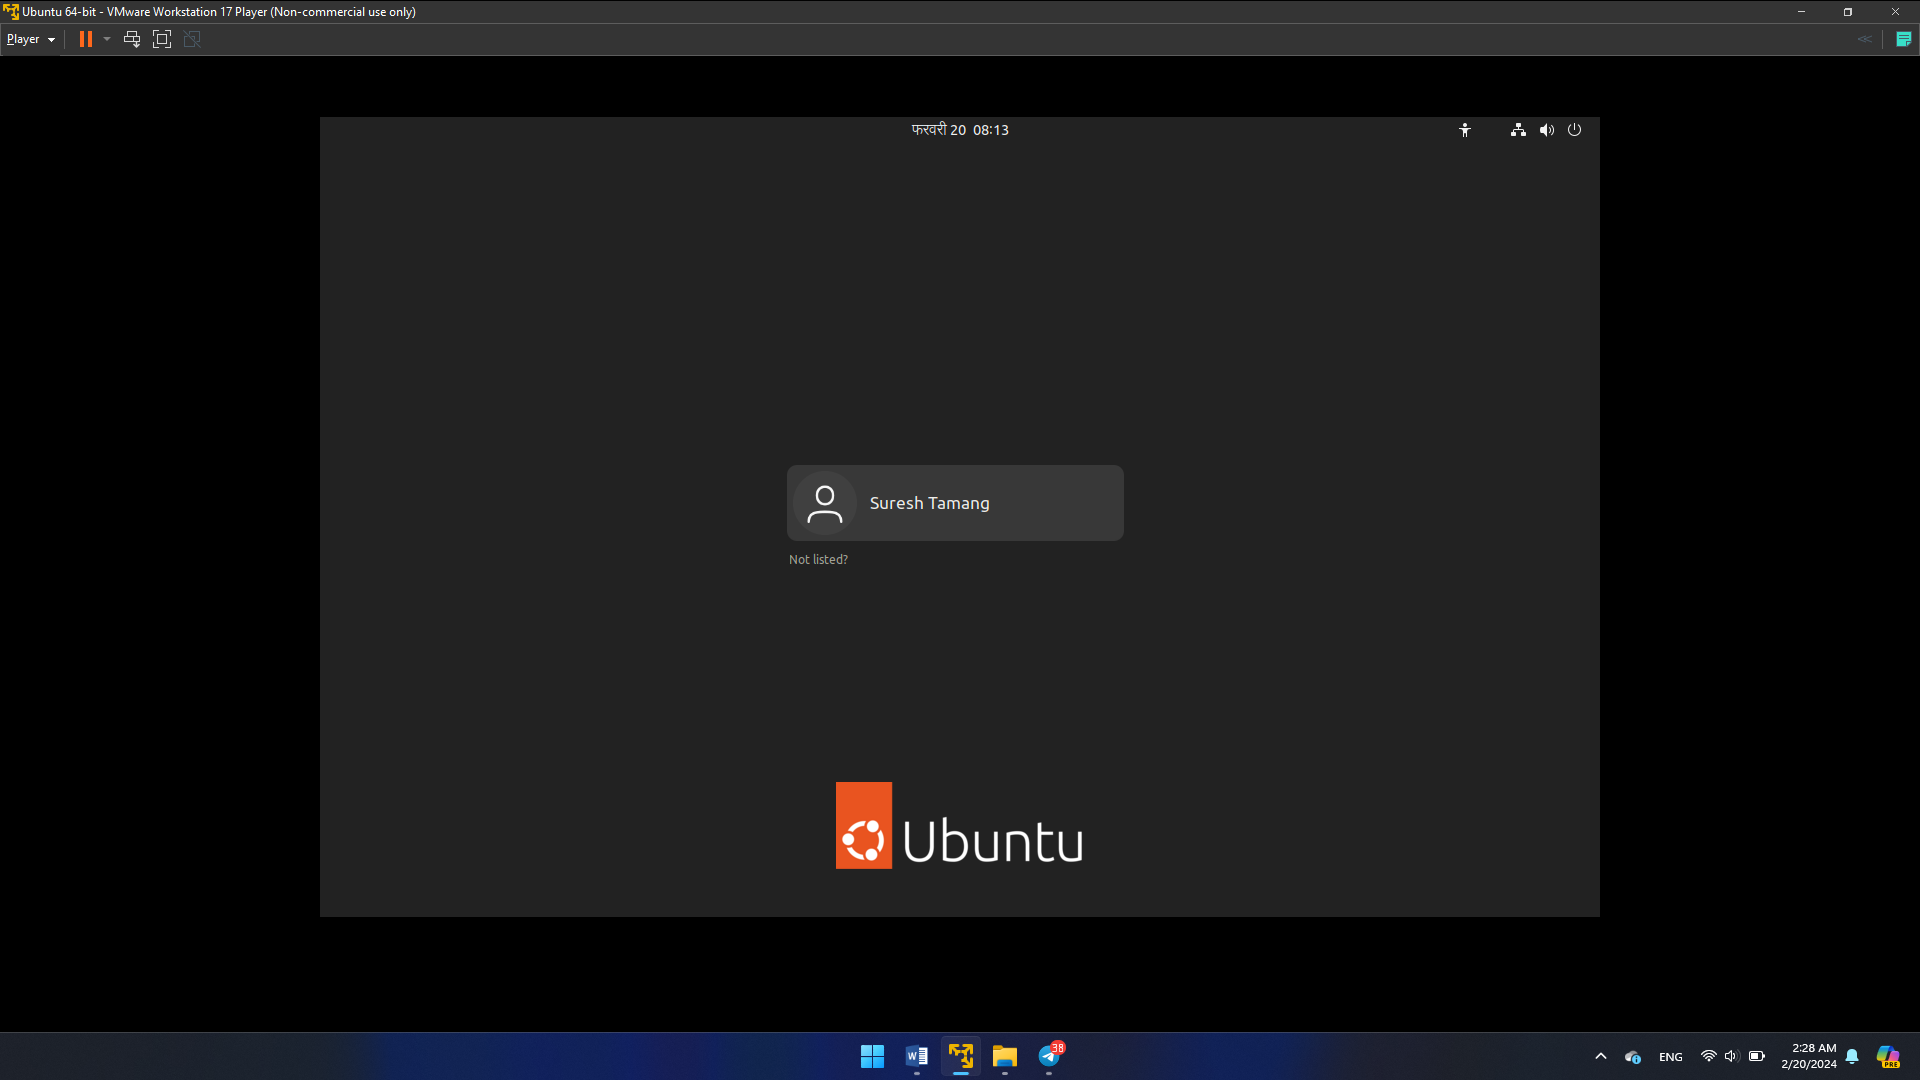 Ubuntu 64-bit - VMware Workstation 17 Player (Non-commercial use only)
Player
फरवरी 20 08:13
Suresh Tamang
Not listed?
Ubuntu
38
ENG
2:28 AM
2/20/2024
PRE